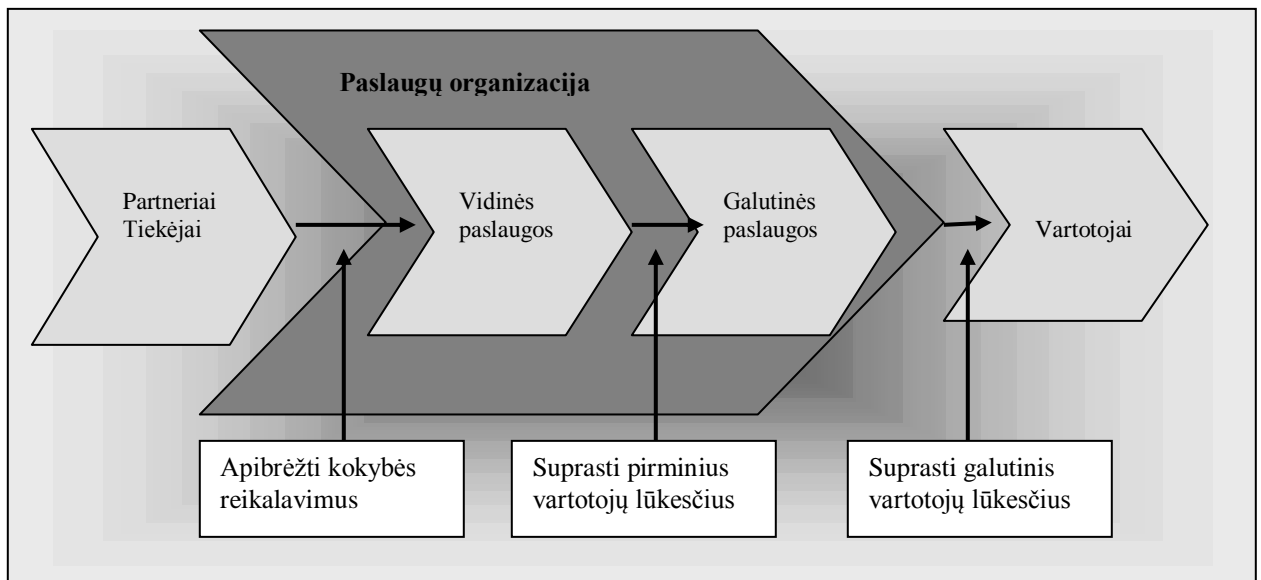 Paslaugų organizacija
Partneriai
Tiekėjai
Vidinės
paslaugos
Galutinės
paslaugos
Vartotojai
Apibrėžti kokybės
reikalavimus
Suprasti pirminius
vartotojų lūkesčius
Suprasti galutinis
vartotojų lūkesčius